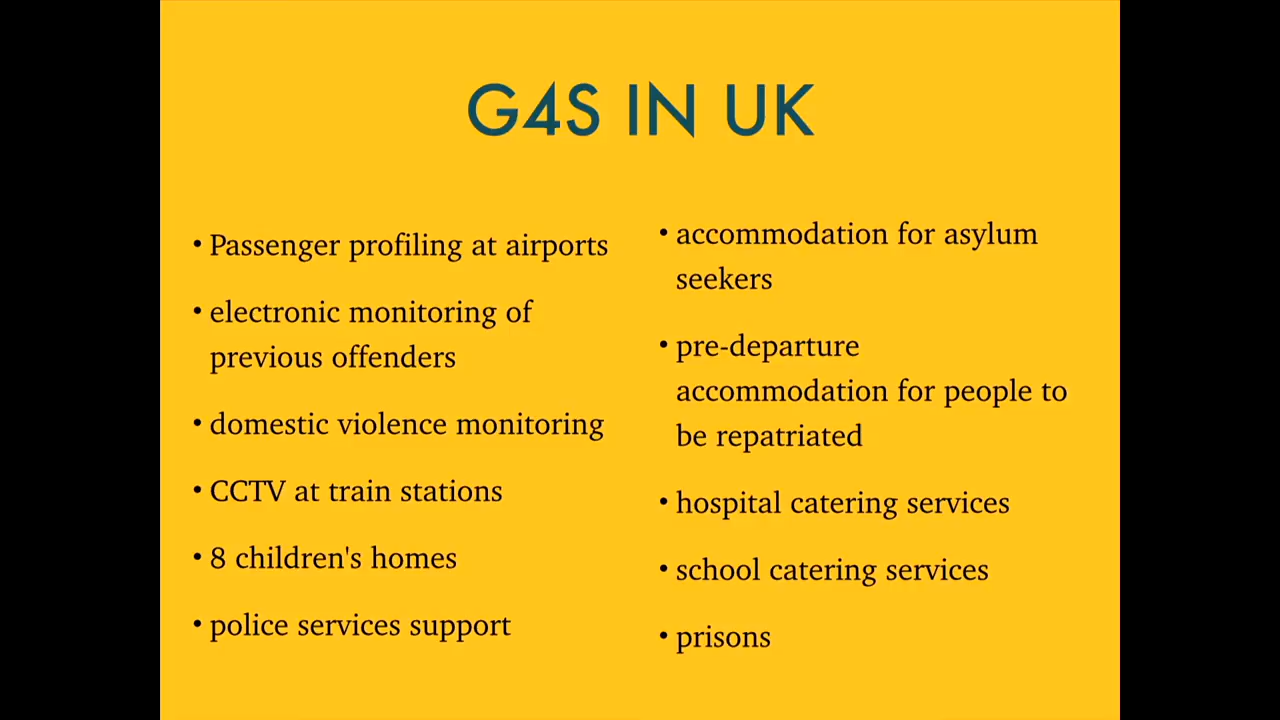 G4S IN UK
• Passenger profiling at airports
• electronic monitoring of
previous offenders
• domestic violence monitoring
• CCTV at train stations
• 8 children's homes
• police services support
• accommodation for asylum
seekers
• pre-departure
accommodation for people to
be repatriated
• hospital catering services
• school catering services
• prisons